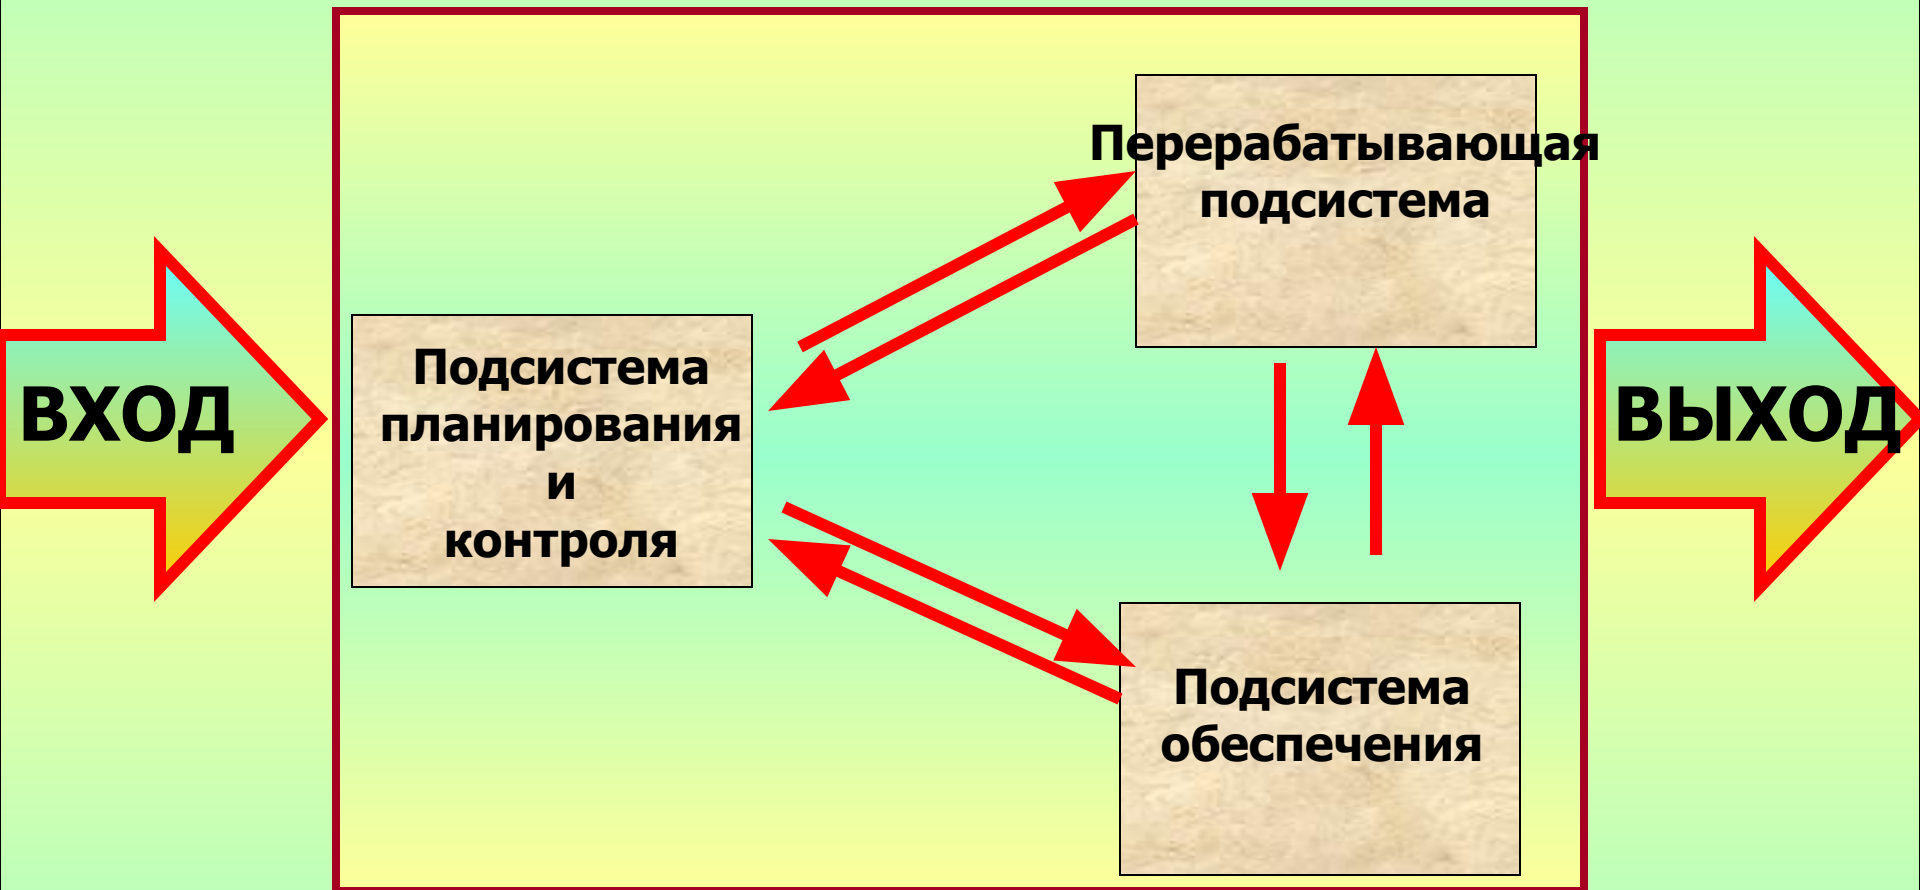 ВХОД
Подсистема
планирования
и
контроля
Перерабатывающая
подсистема
Подсистема
обеспечения
ВЫХОД